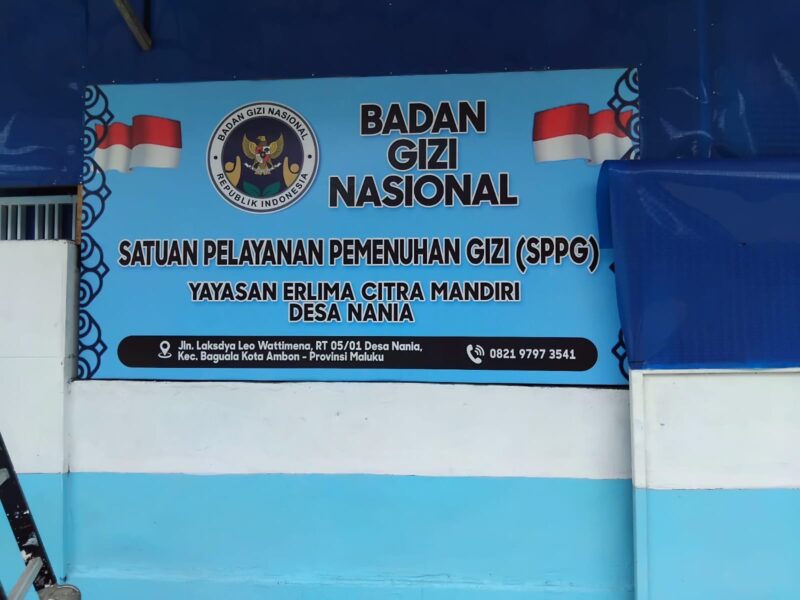 BADAN GIZI NASIONAL
REPUBLIK INDONESIA
BADAN
GIZI
NASIONAL
SATUAN PELAYANAN PEMENUHAN GIZI (SPPG)
YAYASAN ERLIMA CITRA MANDIRI
DESA NANIA
Jln. Laksdya Leo Wattimena, RT 05/01 Desa Nania,
Kec. Baguala Kota Ambon - Provinsi Maluku
0821 9797 3541